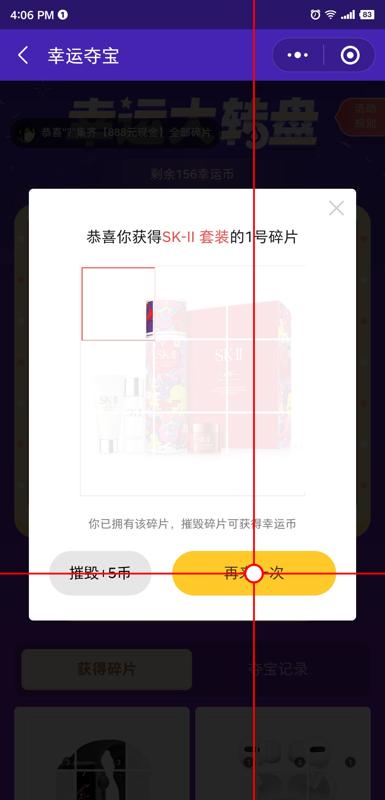 4:06 PM
83
幸运夺宝
幸运大转盘
活动
规则
恭喜"7"集齐【888元现金】全部碎片
剩余156幸运币
恭喜你获得SK-II 套装的1号碎片
SK-II
SK-II
你已拥有该碎片，摧毁碎片可获得幸运币
摧毁+5币
再来一次
获得碎片
夺宝记录